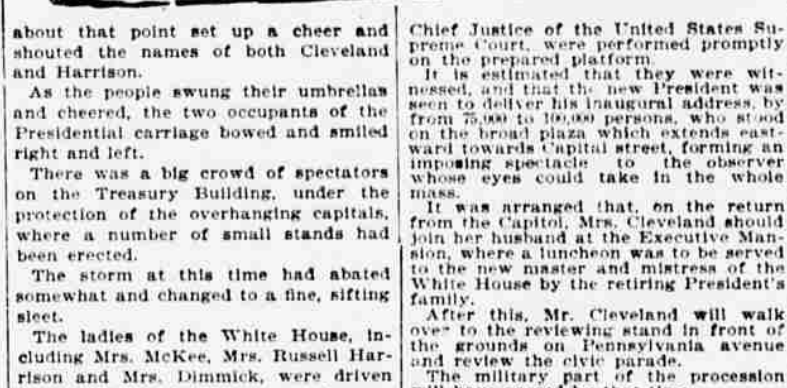 about that point set up a cheer and
shouted the names of both Cleveland
and Harrison.
As the people swung their umbrellas
and cheered, the two occupants of the
Presidential carriage bowed and smiled
right and left.
There was a big crowd of spectators
on the Treasury Building, under the
protection of the overhanging capitals,
where a number of small stands had
been erected.
The storm at this time had abated
somewhat and changed to a fine, sifting
sleet.
The ladies of the White House, in-
cluding Mrs. McKee, Mrs. Russell Har-
rison and Mrs. Dimmick, were driven
Chief Justice of the United States Su-
preme Court, were performed promptly
on the prepared platform.
It is estimated that they were wit-
nessed, and that the new President was
seen to deliver his inaugural address, by
from 75,000 to 100,000 persons, who stood
on the broad plaza which extends east-
ward towards Capital street, forming an
imposing spectacle to the observer
whose eyes could take in the whole
mass.
It was arranged that, on the return
from the Capitol, Mrs. Cleveland should
join her husband at the Executive Man-
sion, where a luncheon was to be served
to the new master and mistress of the
White House by the retiring President's
family.
After this, Mr. Cleveland will walk
over to the reviewing stand in front of
the grounds on Pennsylvania avenue
and review the civic parade.
The military part of the procession